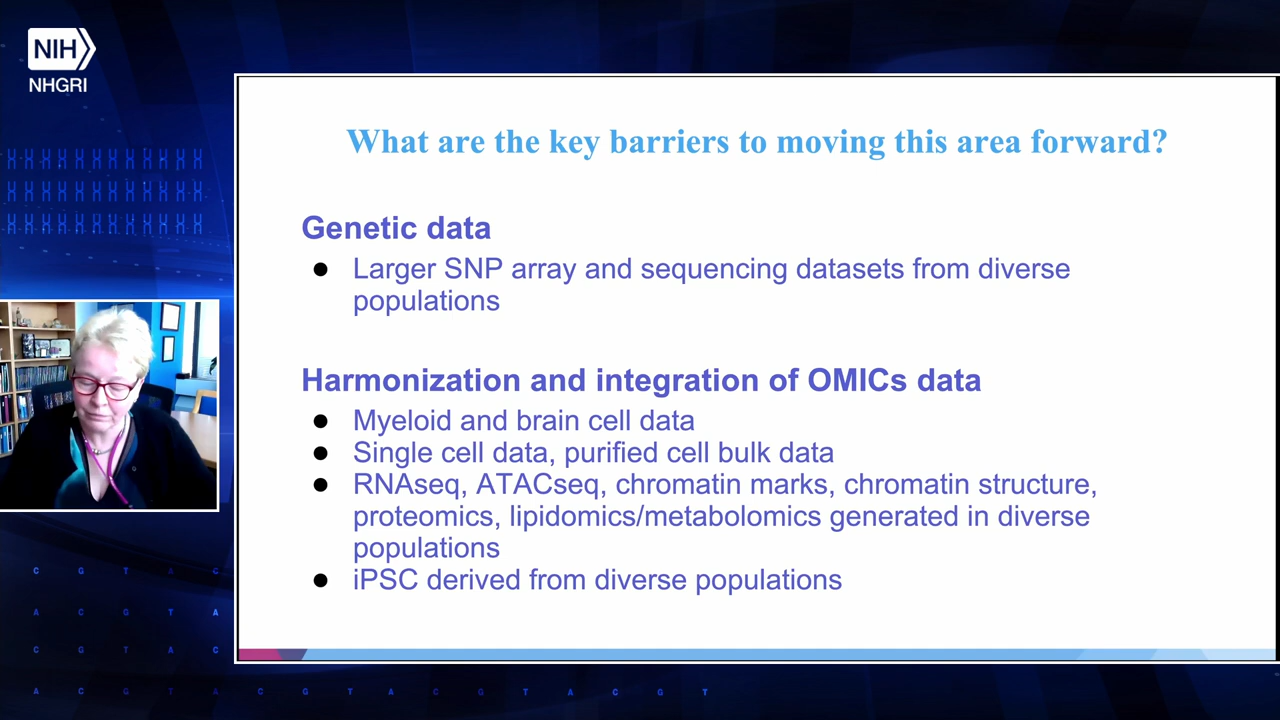 NIH
NHGRI
What are the key barriers to moving this area forward?
Genetic data
● Larger SNP array and sequencing datasets from diverse
populations
Harmonization and integration of OMICs data
● Myeloid and brain cell data
● Single cell data, purified cell bulk data
● RNAseq, ATACseq, chromatin marks, chromatin structure,
proteomics, lipidomics/metabolomics generated in diverse
populations
● iPSC derived from diverse populations
C G T A C
A C G T A
C G T A C
A C G T A C G T A C G T A C G T